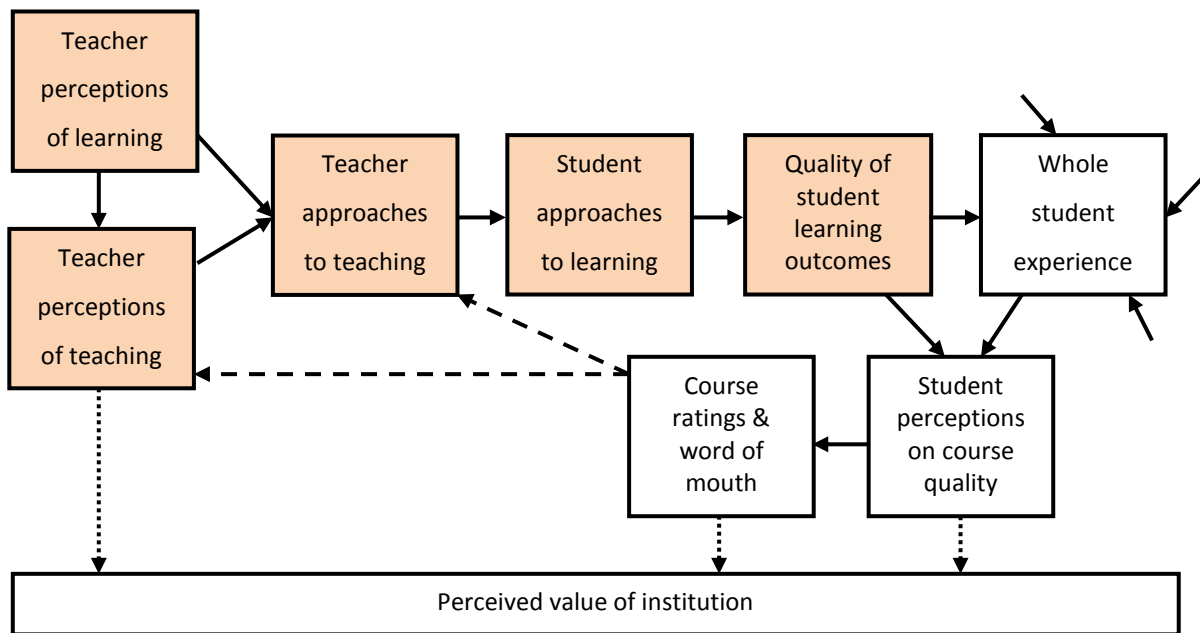 Teacher
perceptions
of learning
Teacher
perceptions
of teaching
Teacher
approaches
to teaching
Student
approaches
to learning
Quality of
student
learning
outcomes
Whole
student
experience
Course
ratings &
word of
mouth
Student
perceptions
on course
quality
Perceived value of institution